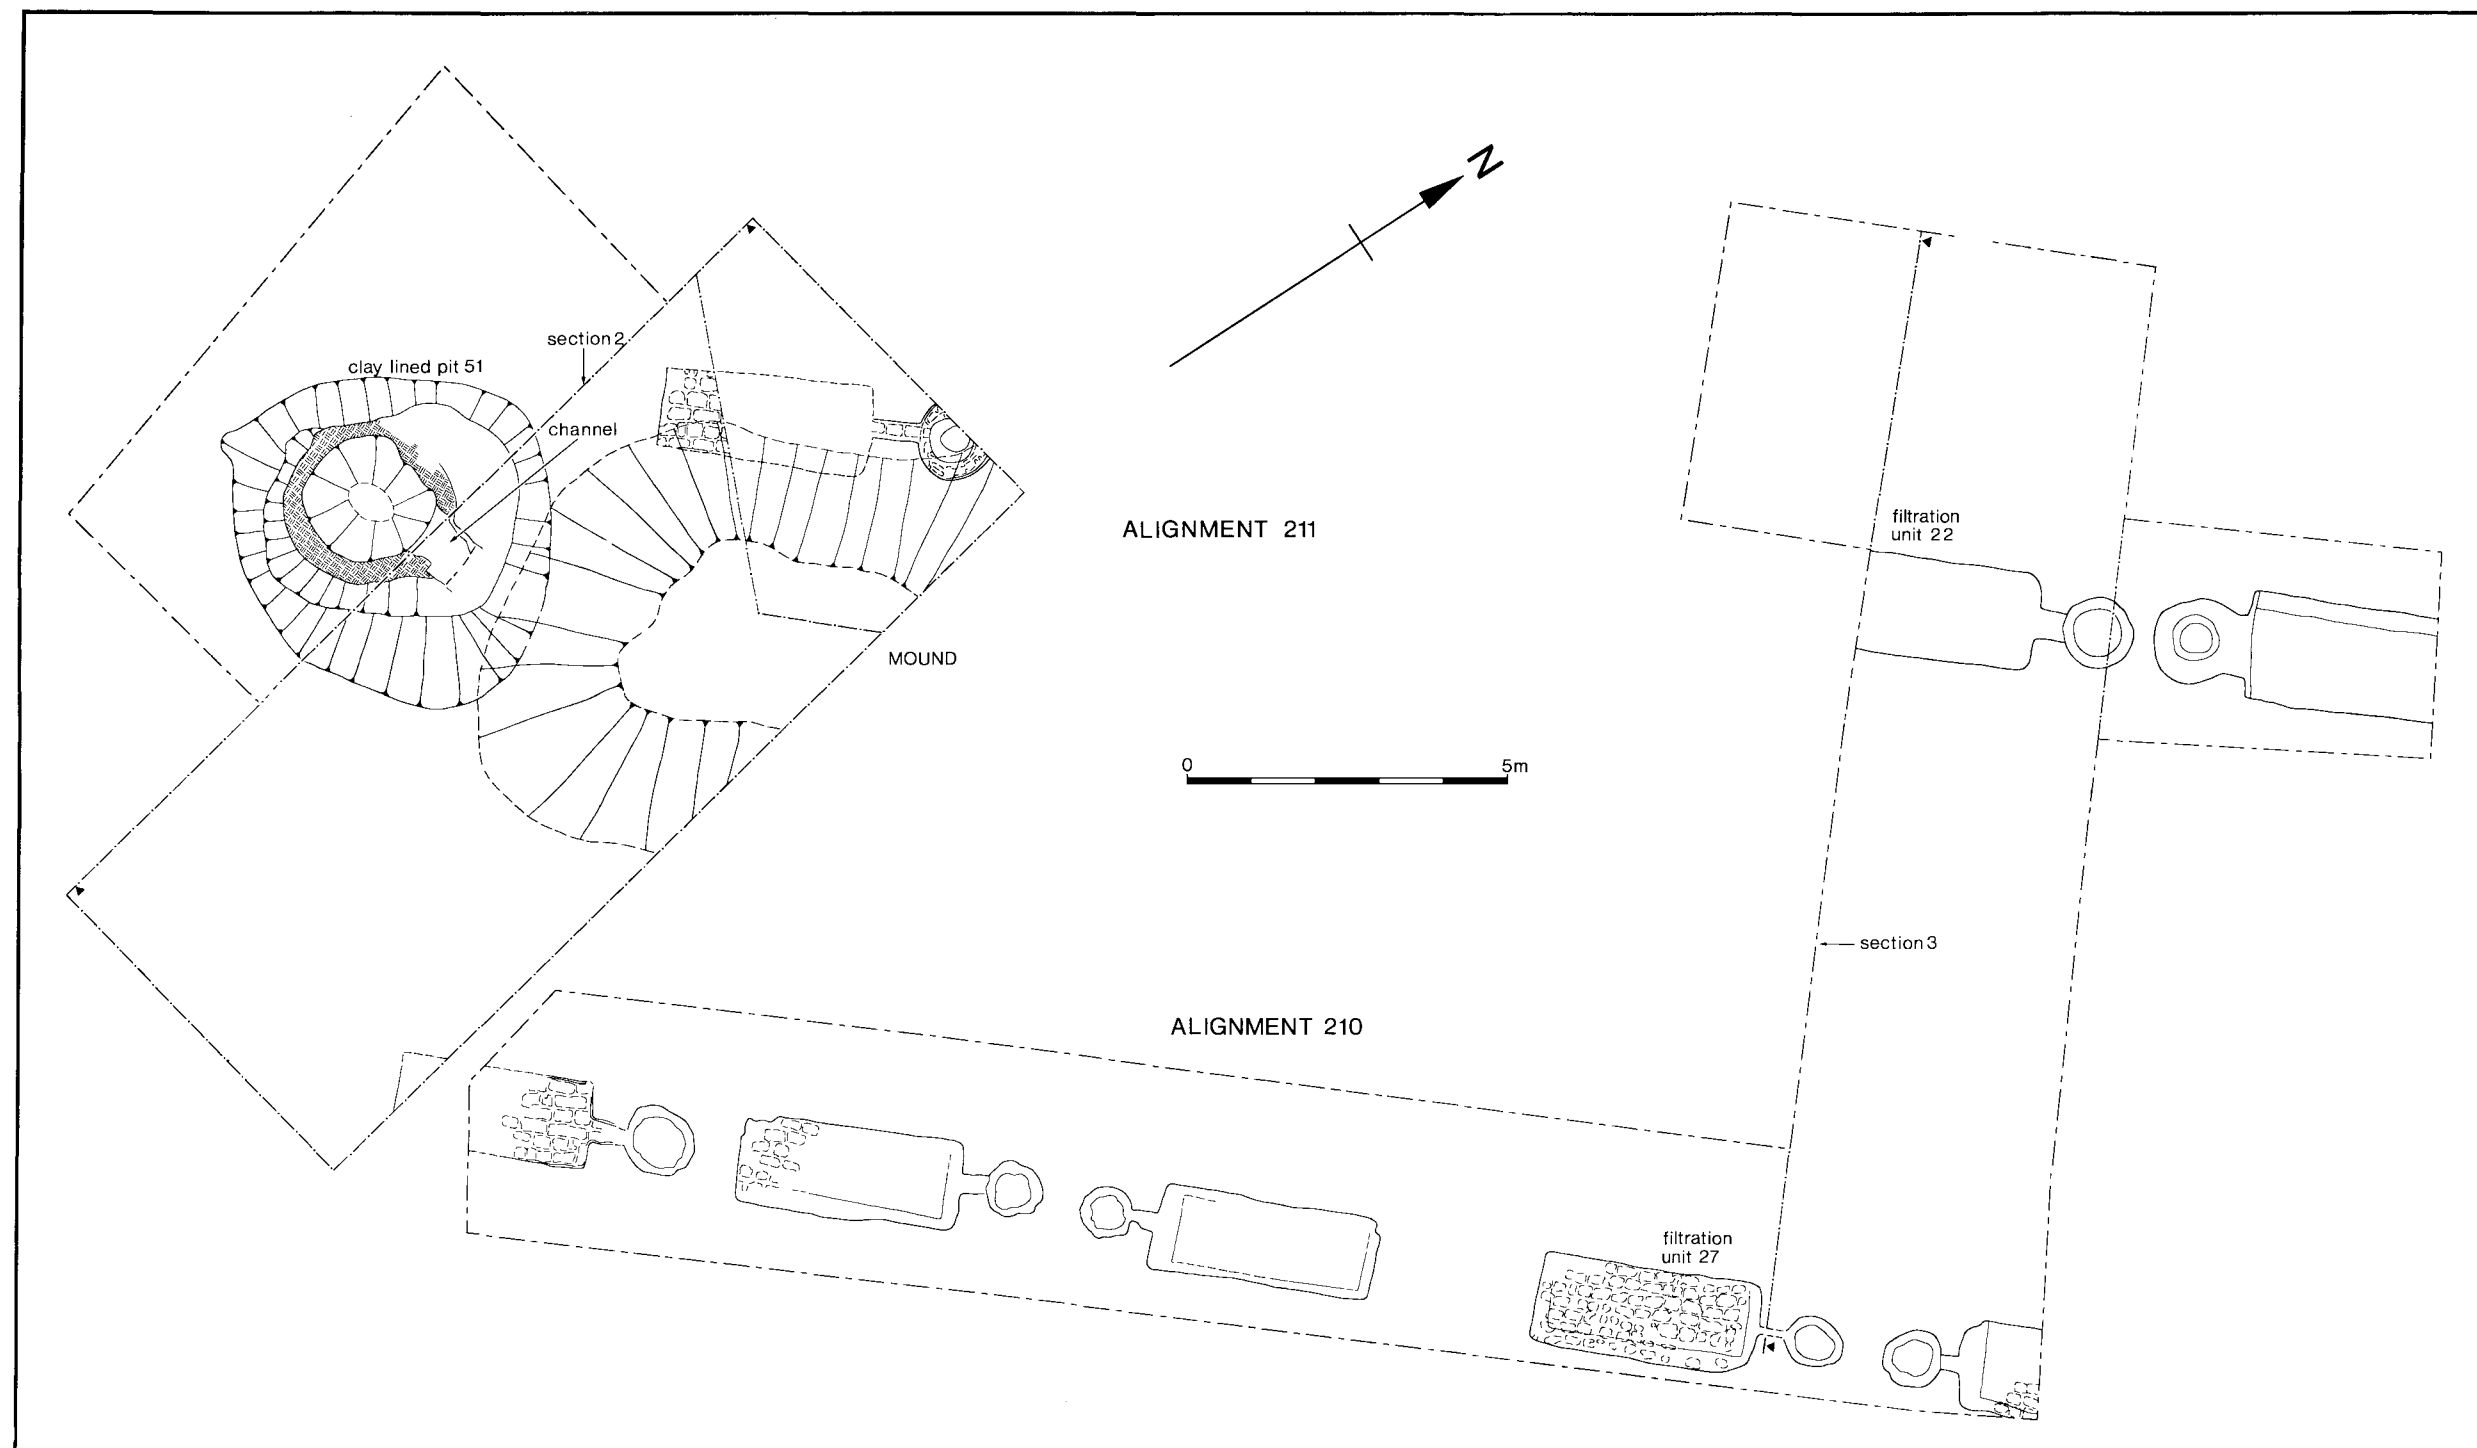 N
section 2
clay lined pit 51
channel
ALIGNMENT 211
filtration
unit 22
MOUND
0 5m
section 3
ALIGNMENT 210
filtration
unit 27